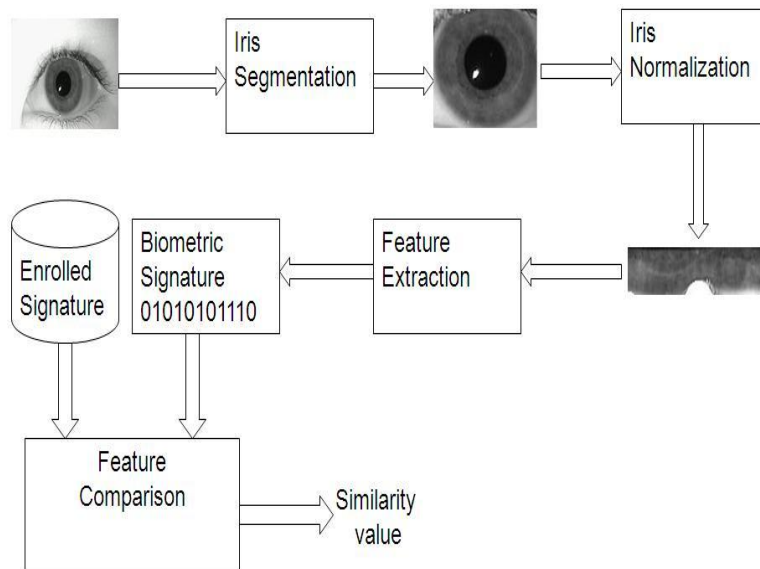 Iris
Segmentation
Iris
Normalization
Enrolled
Signature
Biometric
Signature
01010101110
Feature
Extraction
Feature
Comparison
Similarity
value